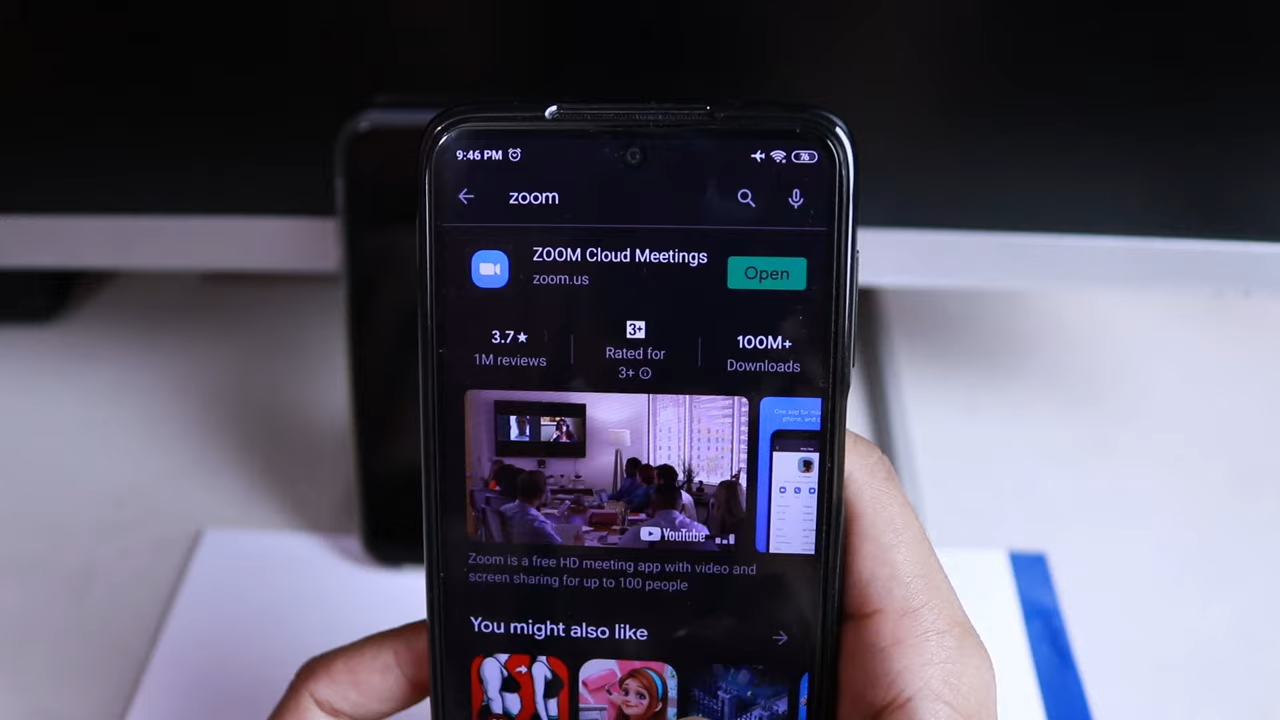 9:46 PM
76
zoom
ZOOM Cloud Meetings
zoom.us
Open
3.7★
1M reviews
3+
Rated for
3+
100M+
Downloads
YouTube
Zoom is a free HD meeting app with video and
screen sharing for up to 100 people
You might also like